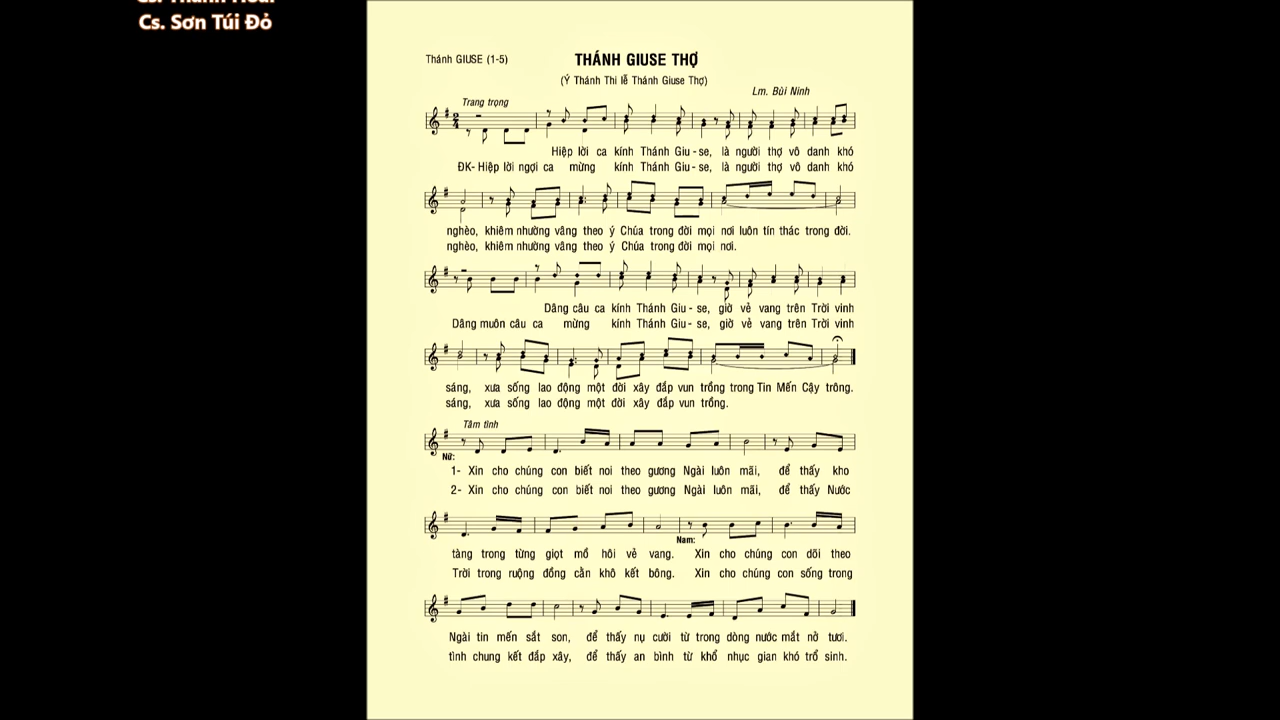 Cs. Sơn Túi Đỏ
Thánh GIUSE (1-5)
THÁNH GIUSE THỢ
(Ý Thánh Thi lễ Thánh Giuse Thợ)
Lm. Bùi Ninh
Trang trọng
2
4
Hiệp lời ca kính Thánh Giu - se, là người thợ vô danh khó
ĐK- Hiệp lời ngợi ca mừng kính Thánh Giu - se, là người thợ vô danh khó
nghèo, khiêm nhường vâng theo ý Chúa trong đời mọi nơi luôn tín thác trong đời.
nghèo, khiêm nhường vâng theo ý Chúa trong đời mọi nơi.
Dâng câu ca kính Thánh Giu - se, giờ vẻ vang trên Trời vinh
Dâng muôn câu ca mừng kính Thánh Giu - se, giờ vẻ vang trên Trời vinh
sáng, xưa sống lao động một đời xây đắp vun trồng trong Tin Mến Cậy trông.
sáng, xưa sống lao động một đời xây đắp vun trồng.
Tâm tình
Nữ:
1- Xin cho chúng con biết noi theo gương Ngài luôn mãi, để thấy kho
2- Xin cho chúng con biết noi theo gương Ngài luôn mãi, để thấy Nước
Nam:
tàng trong từng giọt mồ hôi vẻ vang. Xin cho chúng con dõi theo
Trời trong ruộng đồng cằn khô kết bông. Xin cho chúng con sống trong
Ngài tin mến sắt son, để thấy nụ cười từ trong dòng nước mắt nở tươi.
tình chung kết đắp xây, để thấy an bình từ khổ nhục gian khó trổ sinh.